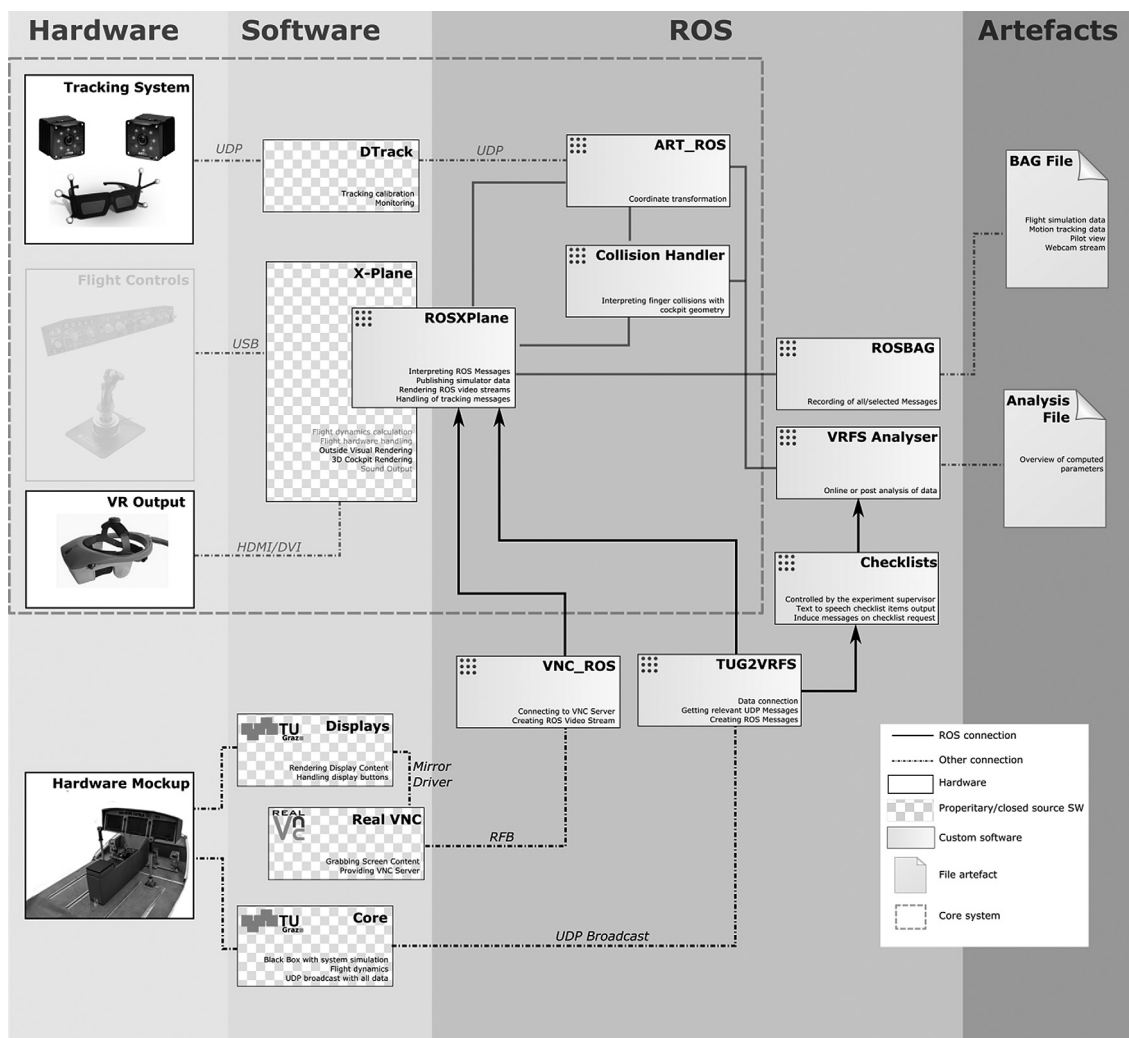 Hardware
Software
ROS
Artefacts
Tracking System
UDP
DTrack
Tracking calibration
Monitoring
UDP
ART_ROS
Coordinate transformation
BAG File
Flight simulation data
Motion tracking data
Pilot view
Webcam stream
Flight Controls
USB
X-Plane
ROSXPlane
Interpreting ROS Messages
Publishing simulator data
Rendering ROS video streams
Handling of tracking messages
Flight dynamics calculation
Flight hardware handling
Outside Visual Rendering
3D Cockpit Rendering
Sound Output
Collision Handler
Interpreting finger collisions with
cockpit geometry
ROSBAG
Recording of all/selected Messages
Analysis
File
Overview of computed
parameters
VRFS Analyser
Online or post analysis of data
VR Output
HDMI/DVI
Checklists
Controlled by the experiment supervisor
Text to speech checklist items output
Induce messages on checklist request
VNC_ROS
Connecting to VNC Server
Creating ROS Video Stream
TUG2VRFS
Data connection
Getting relevant UDP Messages
Creating ROS Messages
Hardware Mockup
TU
Graz
Displays
Rendering Display Content
Handling display buttons
Mirror
Driver
REAL
Vnc
Real VNC
Grabbing Screen Content
Providing VNC Server
RFB
TU
Graz
Core
Black Box with system simulation
Flight dynamics
UDP broadcast with all data
UDP Broadcast
ROS connection
Other connection
Hardware
Properitary/closed source SW
Custom software
File artefact
Core system